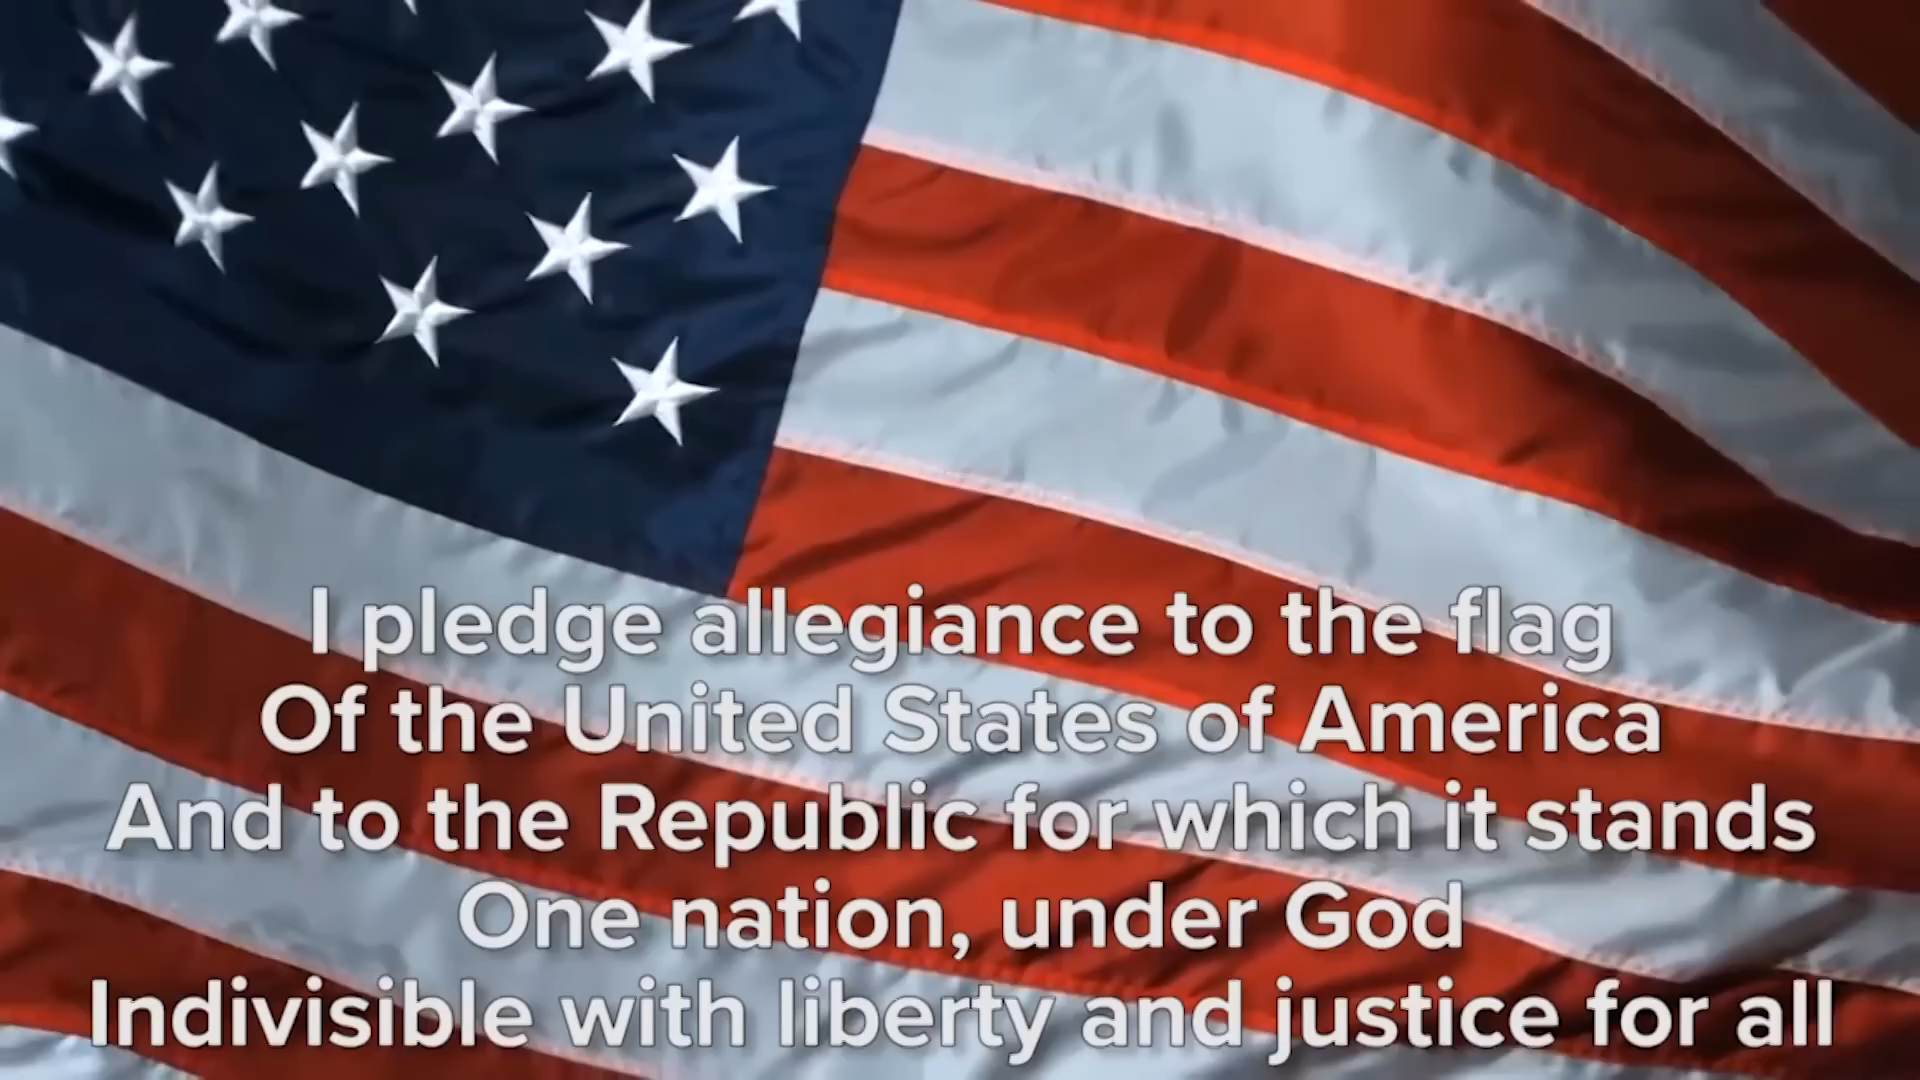 I pledge allegiance to the flag
Of the United States of America
And to the Republic for which it stands
One nation, under God
Indivisible with liberty and justice for all